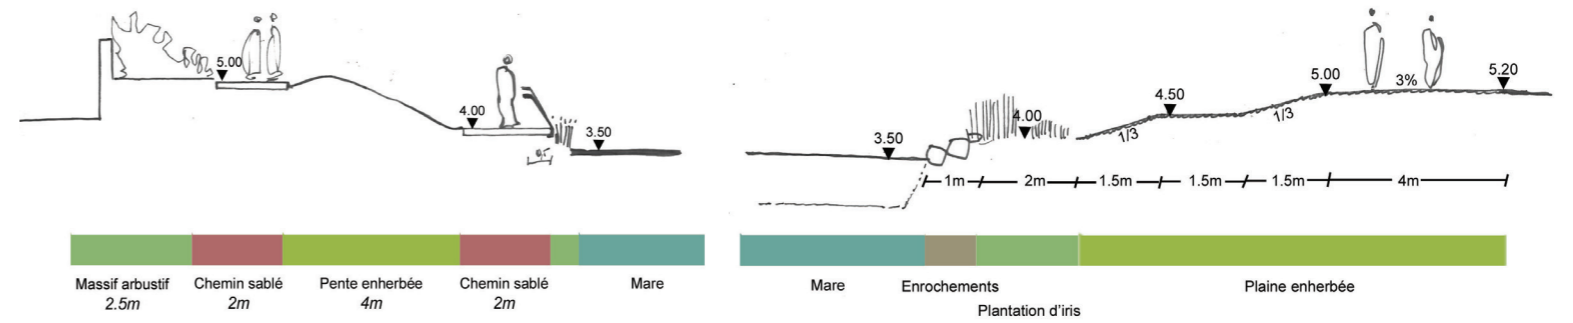 5.00
4.00
3.50
0,5
Massif arbustif
2.5m
Chemin sablé
2m
Pente enherbée
4m
Chemin sablé
2m
Mare
3.50
4.00
1/3
4.50
1/3
5.00
3%
5.20
1m
2m
1.5m
1.5m
1.5m
4m
Mare
Enrochements
Plantation d'iris
Plaine enherbée